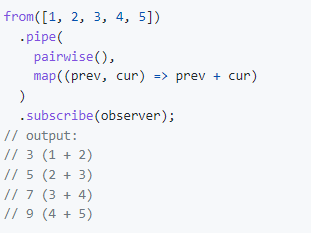 from([1, 2, 3, 4, 5])
  .pipe(
    pairwise(),
    map((prev, cur) => prev + cur)
  )
  .subscribe(observer);
// output:
// 3 (1 + 2)
// 5 (2 + 3)
// 7 (3 + 4)
// 9 (4 + 5)